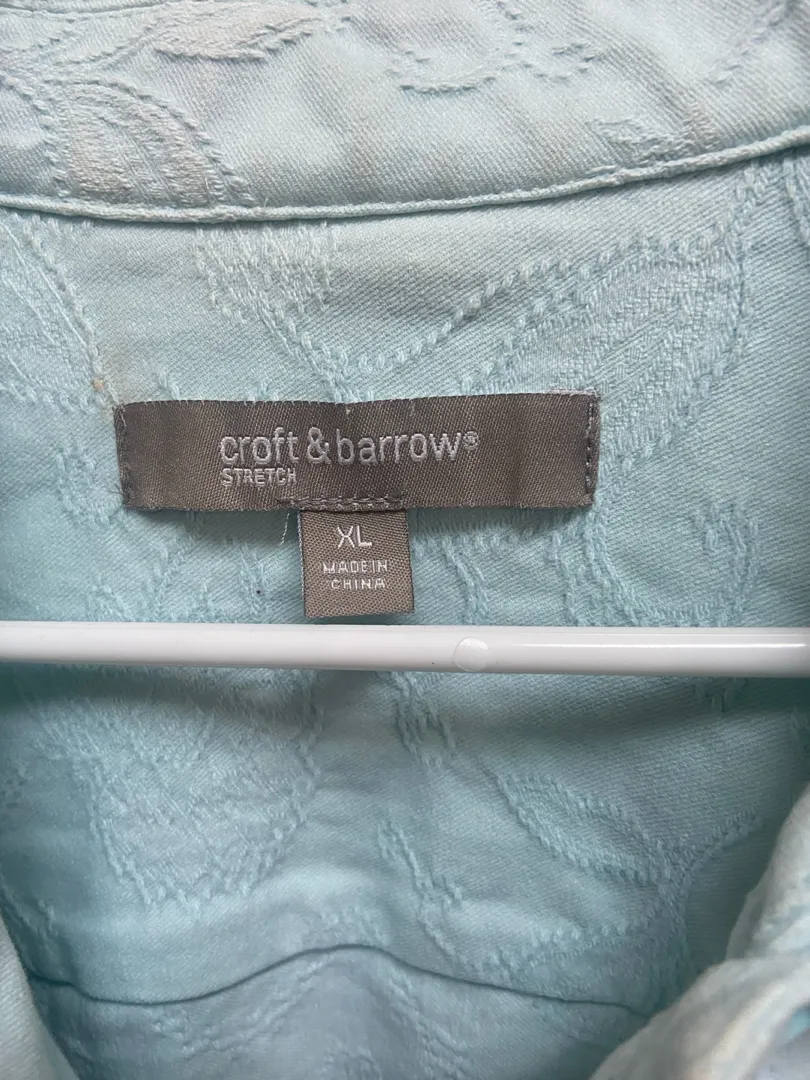 croft & barrow®
STRETCH
XL
MADE IN
CHINA